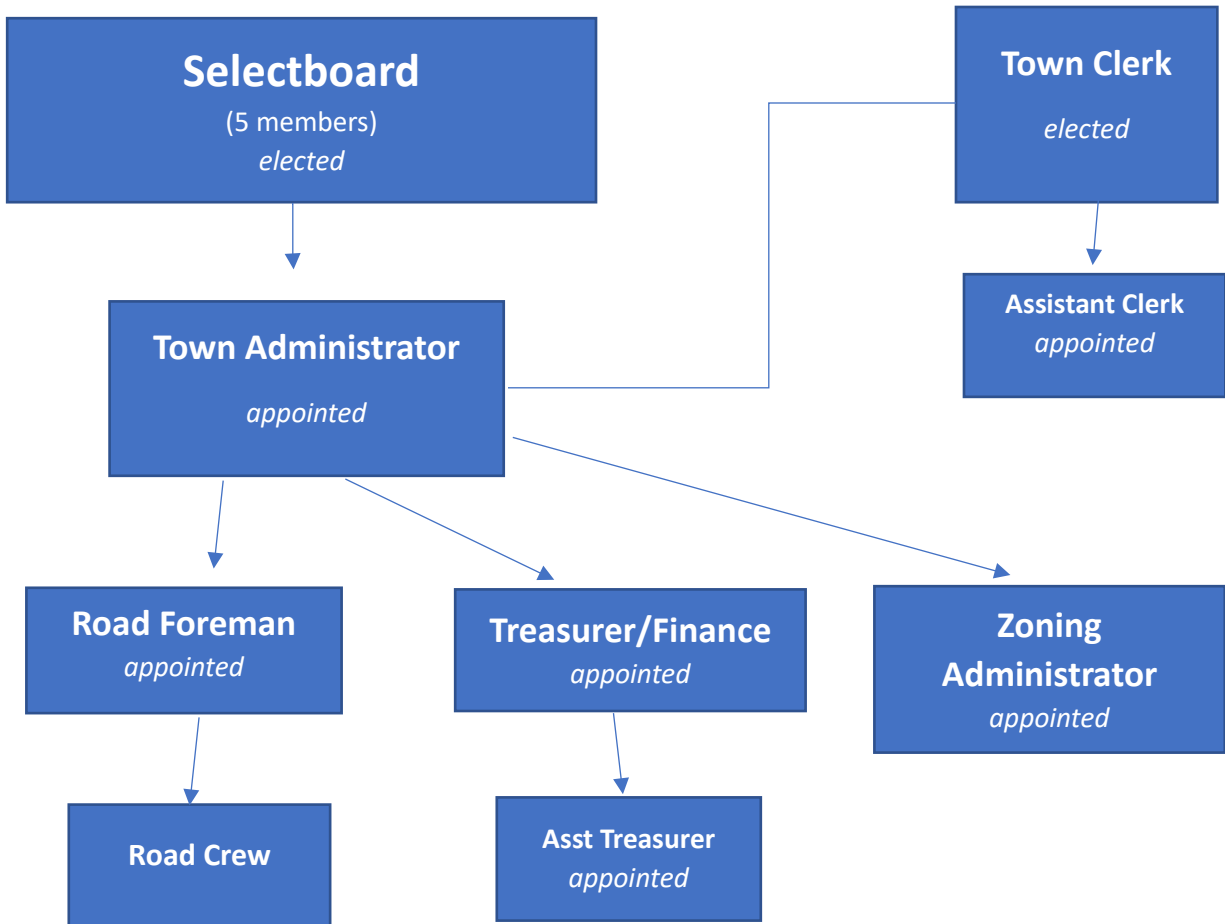 Selectboard
(5 members)
elected
Town Clerk
elected
Assistant Clerk
appointed
Town Administrator
appointed
Road Foreman
appointed
Treasurer/Finance
appointed
Zoning
Administrator
appointed
Road Crew
Asst Treasurer
appointed